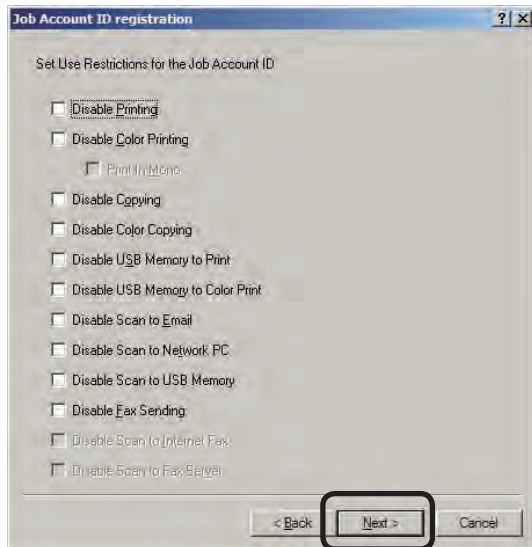 Job Account ID registration
Set Use Restrictions for the Job Account ID
Disable Printing
Disable Color Printing
Print In Mono
Disable Copying
Disable Color Copying
Disable USB Memory to Print
Disable USB Memory to Color Print
Disable Scan to Email
Disable Scan to Network PC
Disable Scan to USB Memory
Disable Fax Sending
Disable Scan to Internet Fax
Disable Scan to Fax Server
< Back Next > Cancel